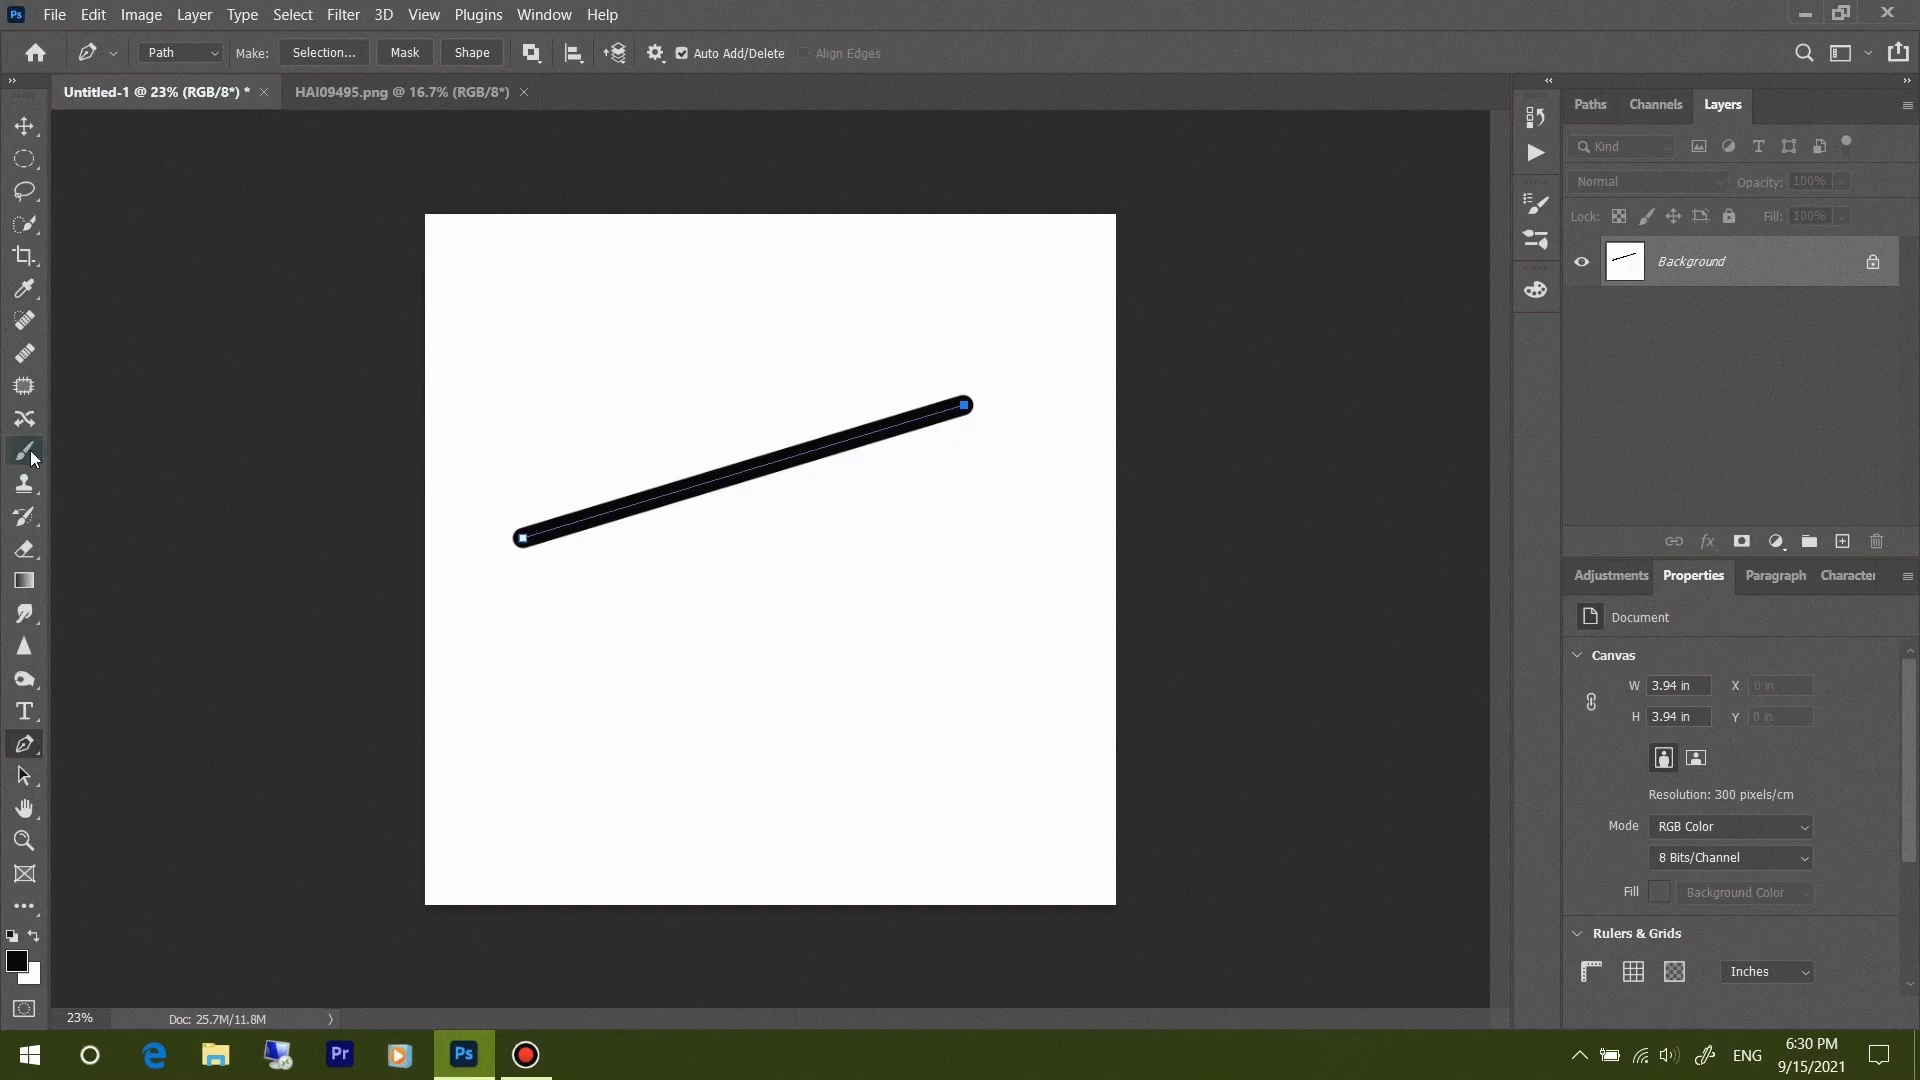 Ps File Edit Image Layer Type Select Filter 3D View Plugins Window Help
Path Make: Selection... Mask Shape Auto Add/Delete Align Edges
Untitled-1 @ 23% (RGB/8*) * HAI09495.png @ 16.7% (RGB/8*)
Paths Channels Layers
Kind
Normal Opacity: 100%
Lock: Fill: 100%
Background
Adjustments Properties Paragraph Character
Document
Canvas
W 3.94 in X 0 in
H 3.94 in Y 0 in
Resolution: 300 pixels/cm
Mode RGB Color
8 Bits/Channel
Fill Background Color
Rulers & Grids
Inches
23% Doc: 25.7M/11.8M
Pr Ps ENG 6:30 PM
9/15/2021